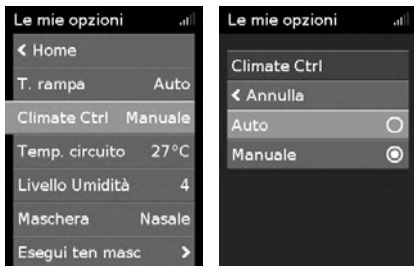 Le mie opzioni
< Home
T. rampa Auto
Climate Ctrl Manuale
Temp. circuito 27°C
Livello Umidità 4
Maschera Nasale
Esegui ten masc >
Le mie opzioni
Climate Ctrl
< Annulla
Auto
Manuale